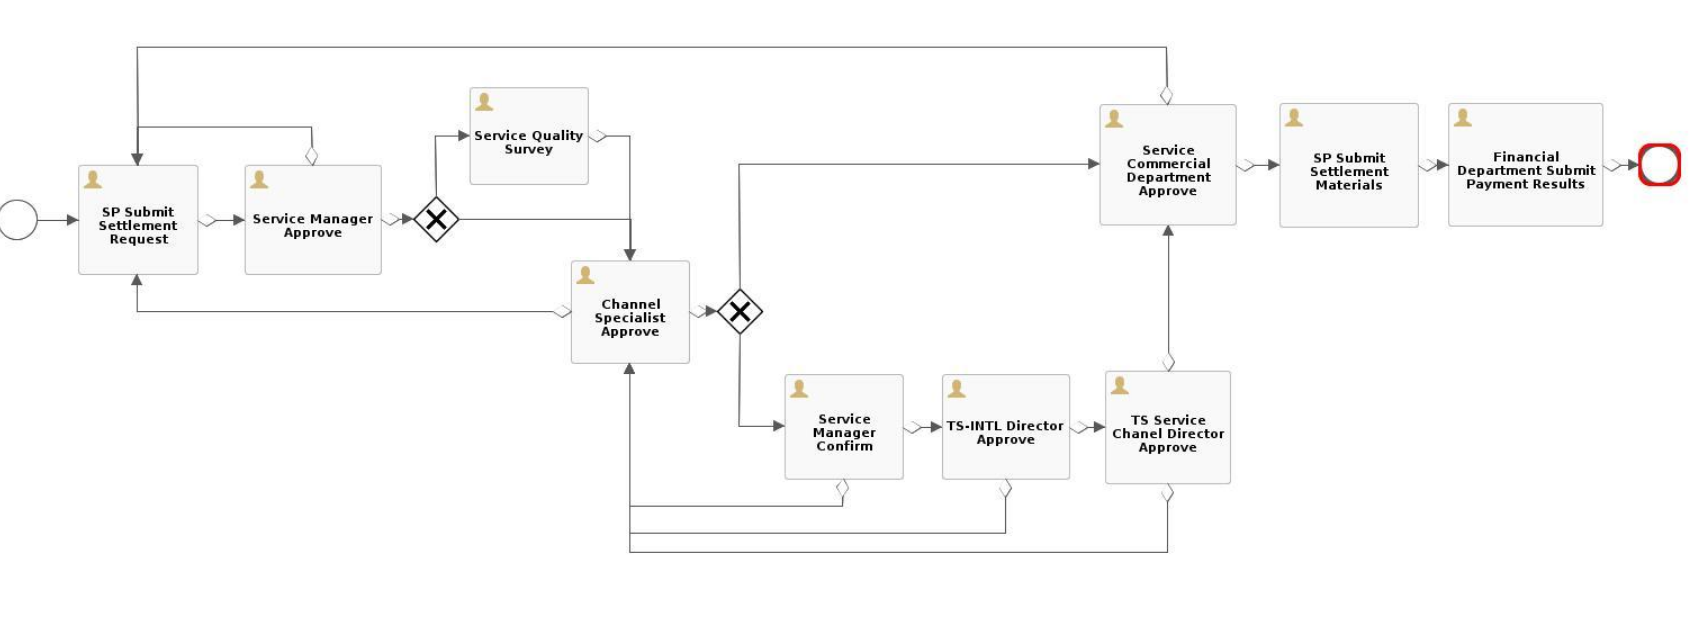 Service Quality
Survey
SP Submit
Settlement
Request
Service Manager
Approve
Channel
Specialist
Approve
Service
Commercial
Department
Approve
SP Submit
Settlement
Materials
Financial
Department Submit
Payment Results
Service
Manager
Confirm
TS-INTL Director
Approve
TS Service
Chanel Director
Approve